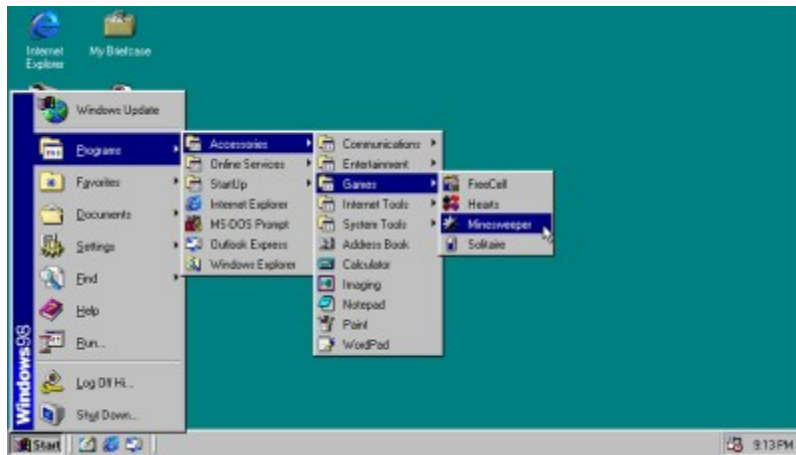 Internet
Explorer
My Briefcase
Windows Update
Programs
Favorites
Documents
Settings
Find
Help
Run...
Log Off Hi...
Shut Down...
Windows98
Accessories
Online Services
StartUp
Internet Explorer
MS-DOS Prompt
Outlook Express
Windows Explorer
Communications
Entertainment
Games
Internet Tools
System Tools
Address Book
Calculator
Imaging
Notepad
Paint
WordPad
FreeCell
Hearts
Minesweeper
Solitaire
Start
9:13 PM